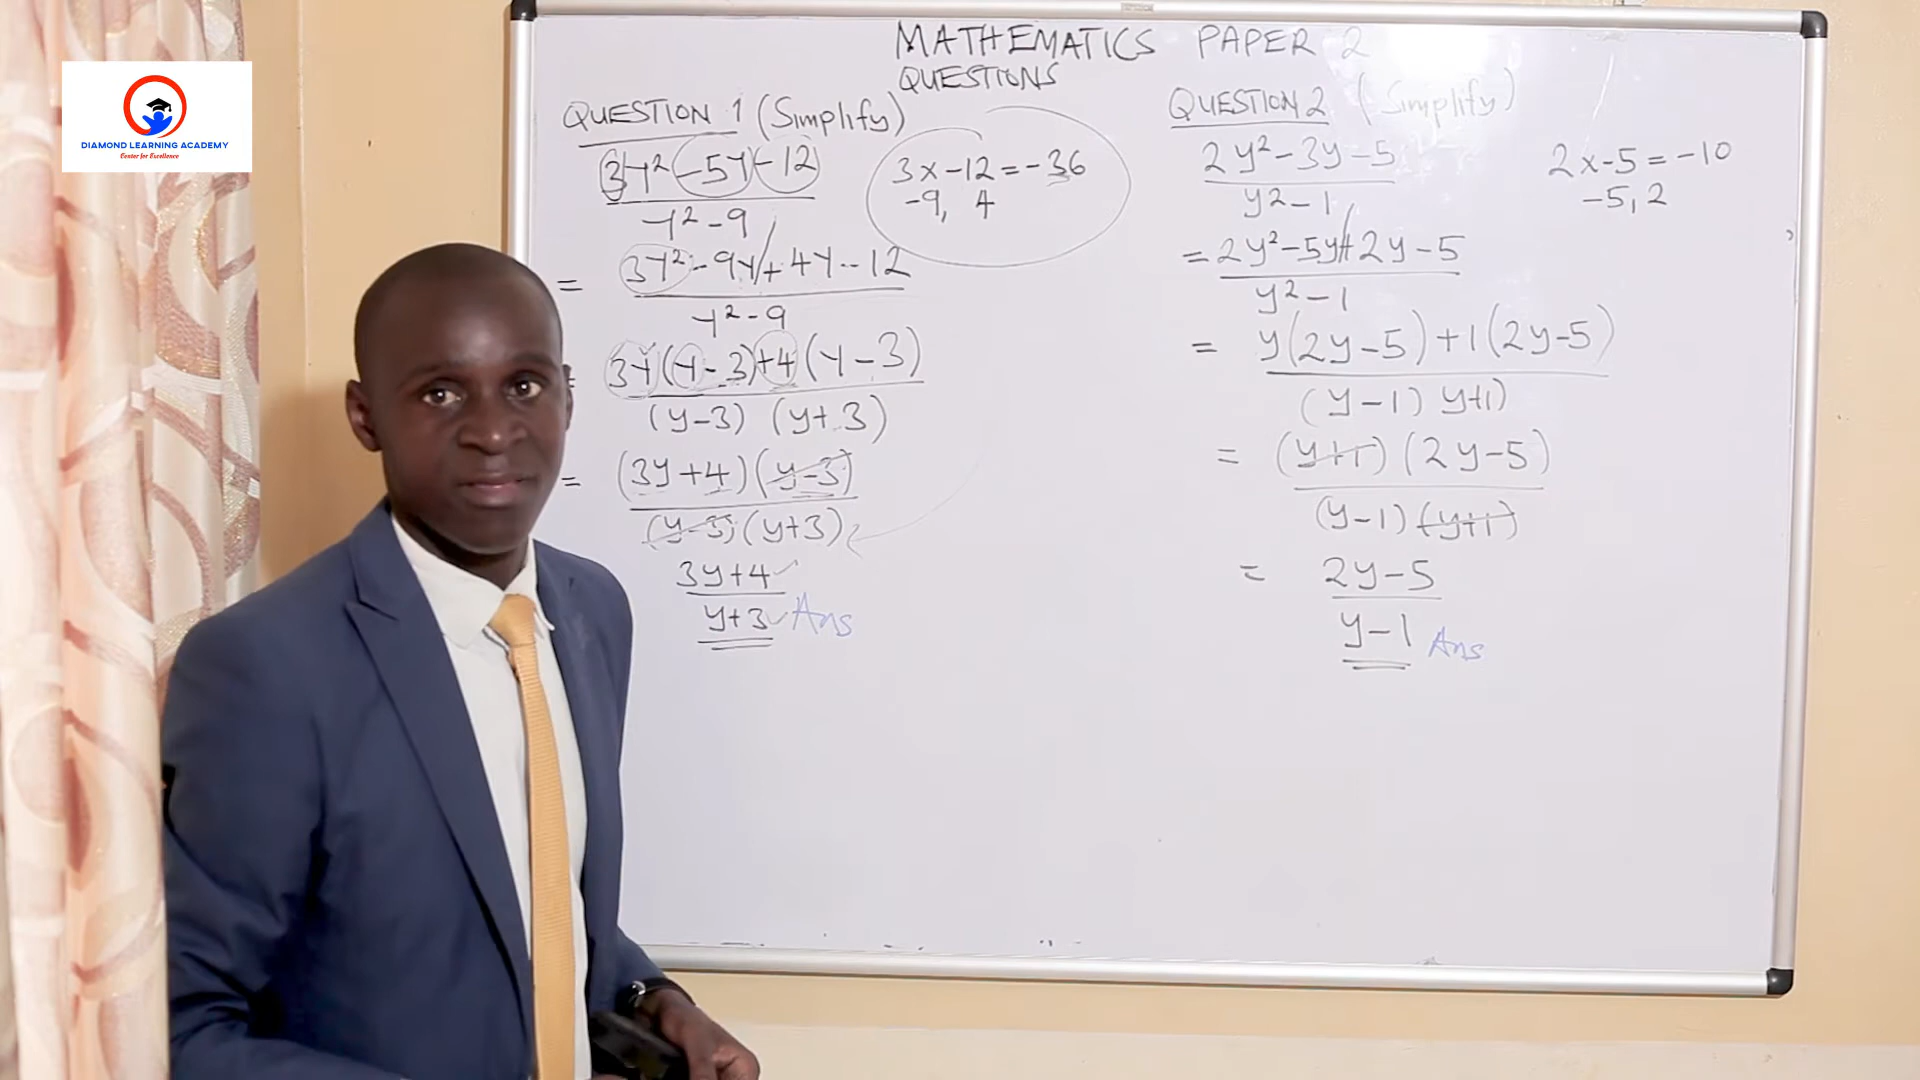 DIAMOND LEARNING ACADEMY
Center for Excellence
MATHEMATICS PAPER 2
QUESTIONS
QUESTION 1 (Simplify)
3y² -5y -12
y² - 9
3 x -12 = -36
-9, 4
= 3y² - 9y + 4y - 12
y² - 9
= 3y(y - 3) +4 (y - 3)
(y-3) (y+3)
= (3y+4)(y-3)
(y-3)(y+3)
3y+4
y+3 Ans
QUESTION 2 (Simplify)
2y² - 3y - 5
y² - 1
2 x -5 = -10
-5, 2
= 2y² - 5y + 2y - 5
y² - 1
= y(2y-5) + 1(2y-5)
(y-1) y+1)
= (y+1)(2y-5)
(y-1)(y+1)
= 2y-5
y-1 Ans